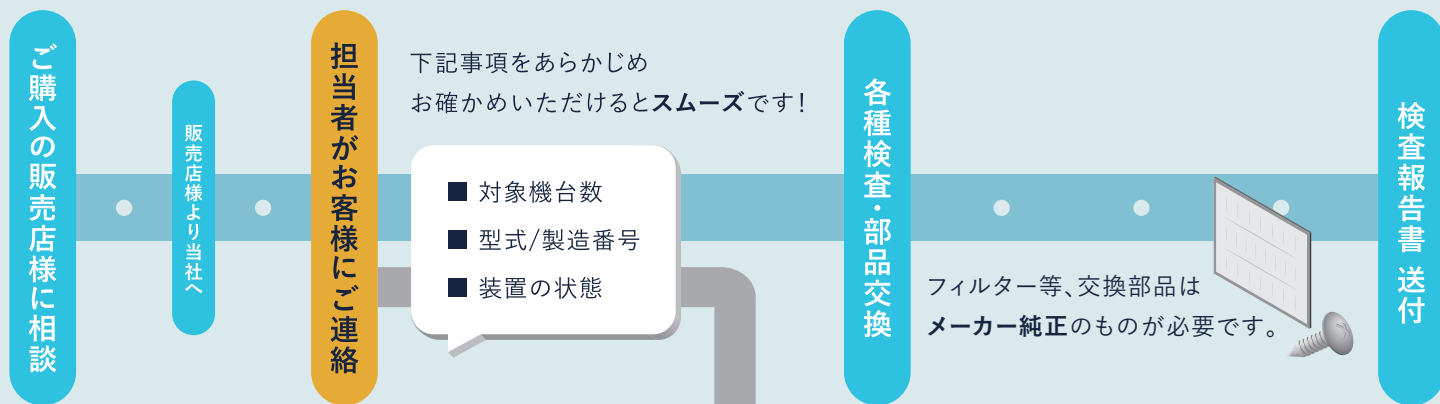 ご購入の販売店様に相談
販売店様より当社へ
担当者がお客様にご連絡
下記事項をあらかじめ
お確かめいただけるとスムーズです!
■ 対象機台数
■ 型式/製造番号
■ 装置の状態
各種検査・部品交換
フィルター等、交換部品は
メーカー純正のものが必要です。
検査報告書 送付